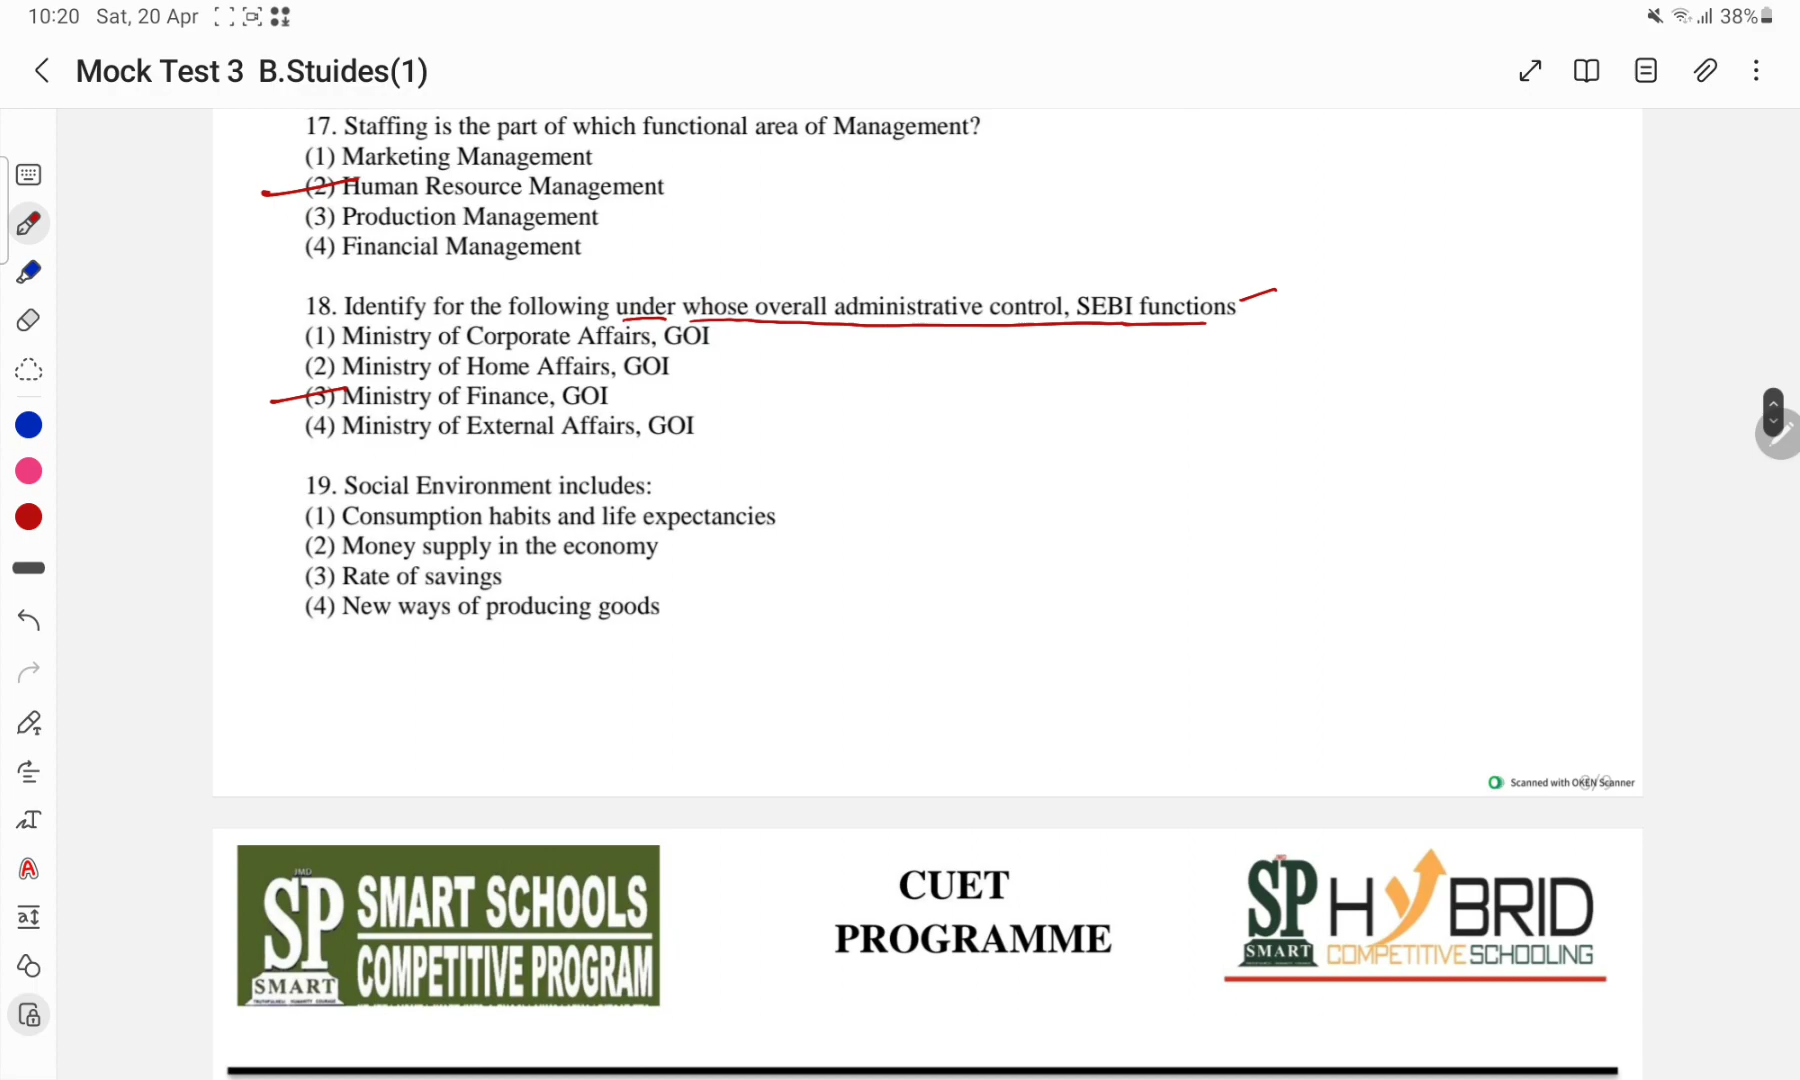 10:20 Sat, 20 Apr
38%
Mock Test 3 B.Stuides(1)
17. Staffing is the part of which functional area of Management?
(1) Marketing Management
(2) Human Resource Management
(3) Production Management
(4) Financial Management
18. Identify for the following under whose overall administrative control, SEBI functions
(1) Ministry of Corporate Affairs, GOI
(2) Ministry of Home Affairs, GOI
(3) Ministry of Finance, GOI
(4) Ministry of External Affairs, GOI
19. Social Environment includes:
(1) Consumption habits and life expectancies
(2) Money supply in the economy
(3) Rate of savings
(4) New ways of producing goods
Scanned with OKEN Scanner
JMD
SP
SMART
SMART SCHOOLS
COMPETITIVE PROGRAM
CUET
PROGRAMME
SP
SMART
HYBRID
COMPETITIVE SCHOOLING